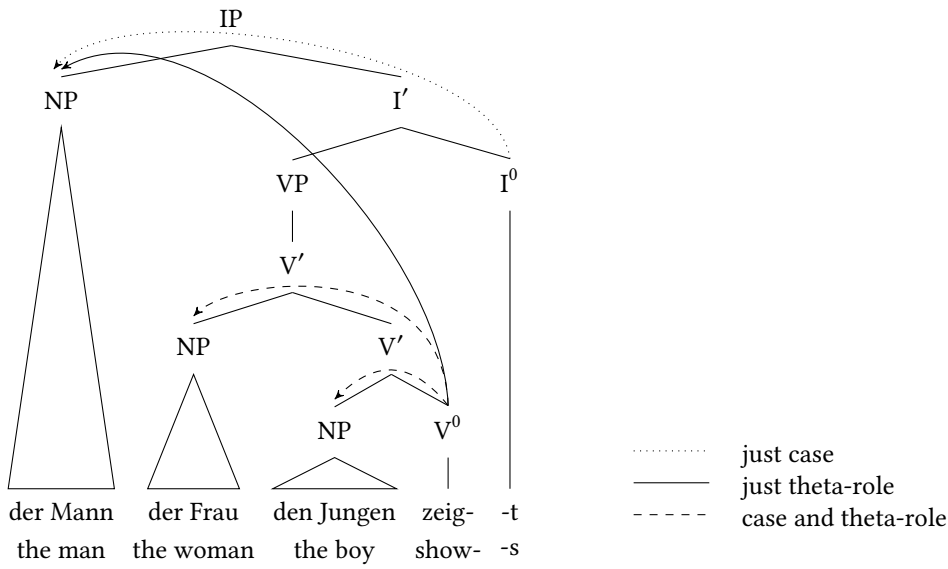 IP
NP I′
VP I⁰
V′
NP V′
NP V⁰
just case
just theta-role
der Mann der Frau den Jungen zeig- -t
case and theta-role
the man the woman the boy show- -s